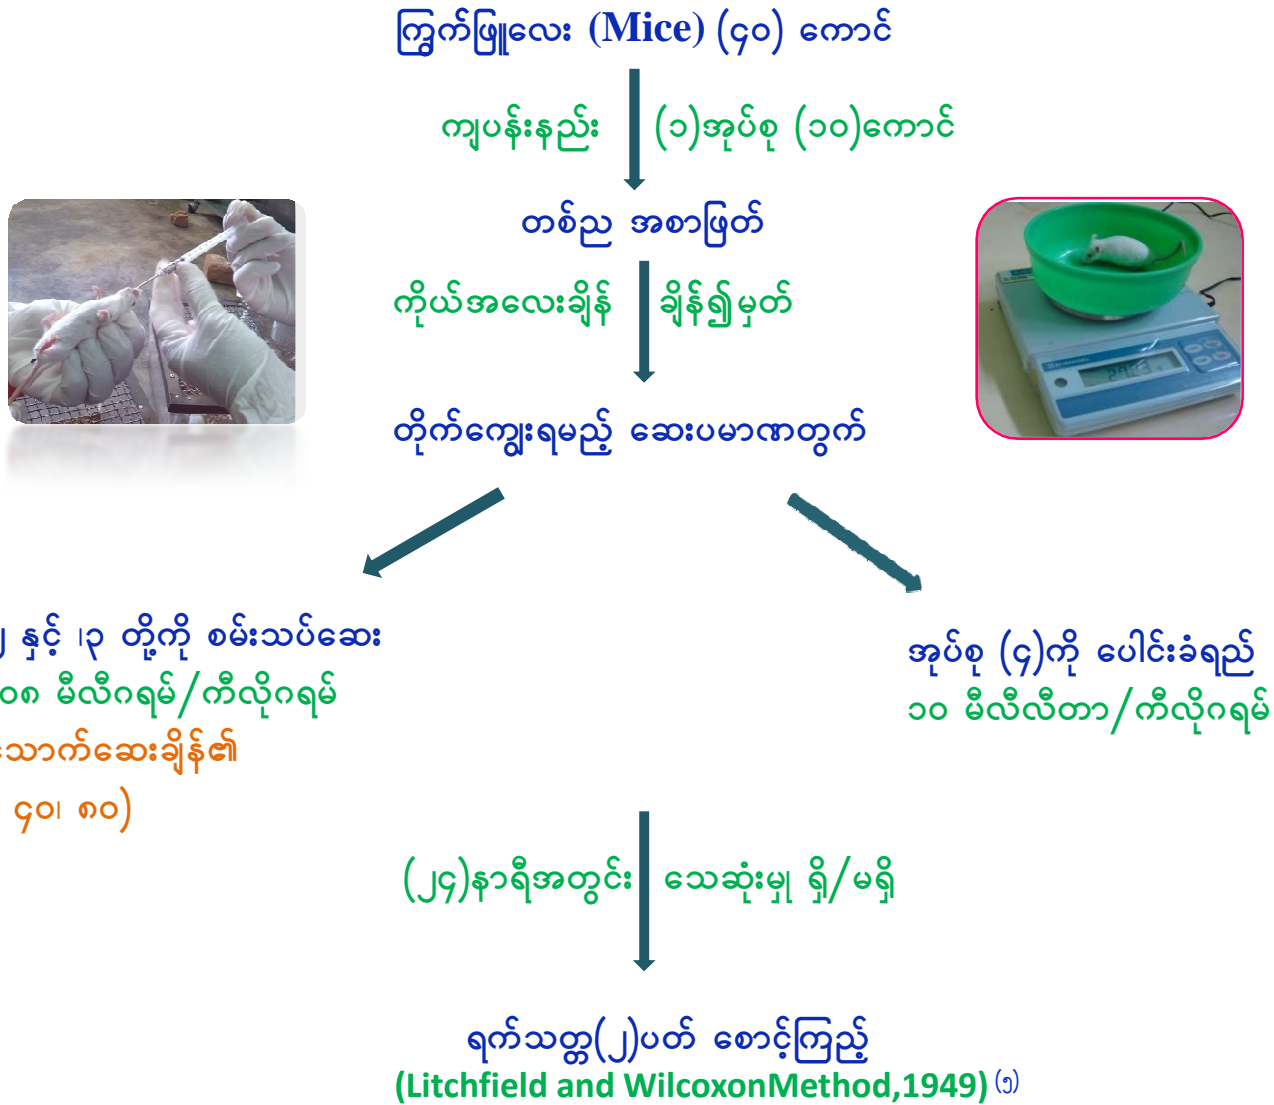 ကြွက်ဖြူလေး (Mice) (၄၀) ကောင်
ကျပန်းနည်း (၁)အုပ်စု (၁၀)ကောင်
တစ်ည အစာဖြတ်
ကိုယ်အလေးချိန် ချိန်၍မှတ်
တိုက်ကျွေးရမည့် ဆေးပမာဏတွက်
၂ နှင့် ၊၃ တို့ကို စမ်းသပ်ဆေး
၀၈ မီလီဂရမ်/ကီလိုဂရမ်
သောက်ဆေးချိန်၏
၄၀၊ ၈၀)
အုပ်စု (၄)ကို ပေါင်းခံရည်
၁၀ မီလီလီတာ/ကီလိုဂရမ်
(၂၄)နာရီအတွင်း သေဆုံးမှု ရှိ/မရှိ
ရက်သတ္တ(၂)ပတ် စောင့်ကြည့်
(Litchfield and WilcoxonMethod,1949) (၅)